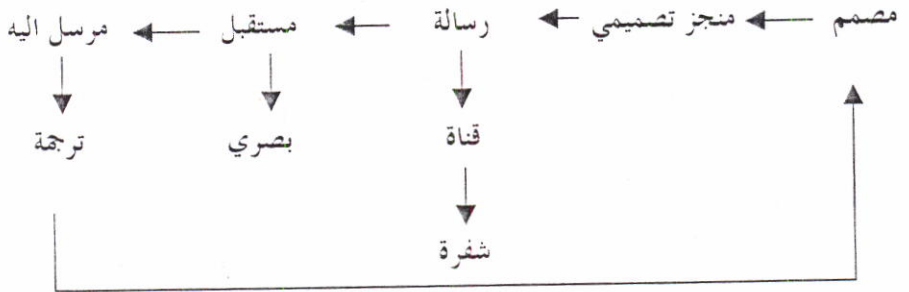 مصمم منجز تصميمي رسالة مستقبل مرسل اليه
قناة بصري ترجمة
شفرة